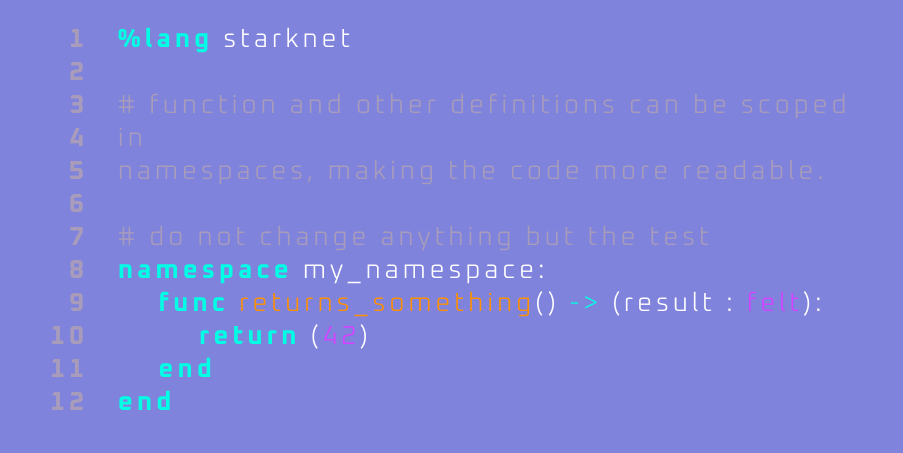 1 %lang starknet
2
3 # function and other definitions can be scoped
4 in
5 namespaces, making the code more readable.
6
7 # do not change anything but the test
8 namespace my_namespace:
9    func returns_something() -> (result : felt):
10       return (42)
11    end
12 end